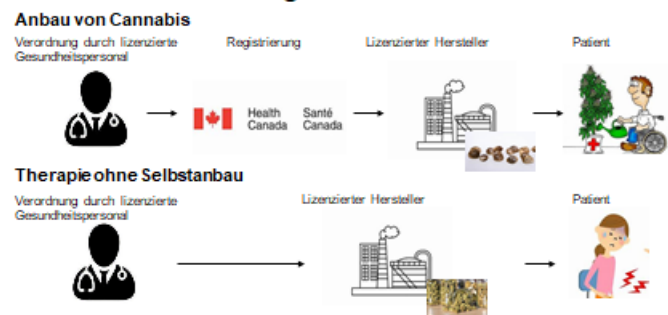 Anbau von Cannabis
Verordnung durch lizenzierte
Gesundheitspersonal
Registrierung
Lizenzierter Hersteller
Patient
Health
Canada
Santé
Canada
Therapie ohne Selbstanbau
Verordnung durch lizenzierte
Gesundheitspersonal
Lizenzierter Hersteller
Patient